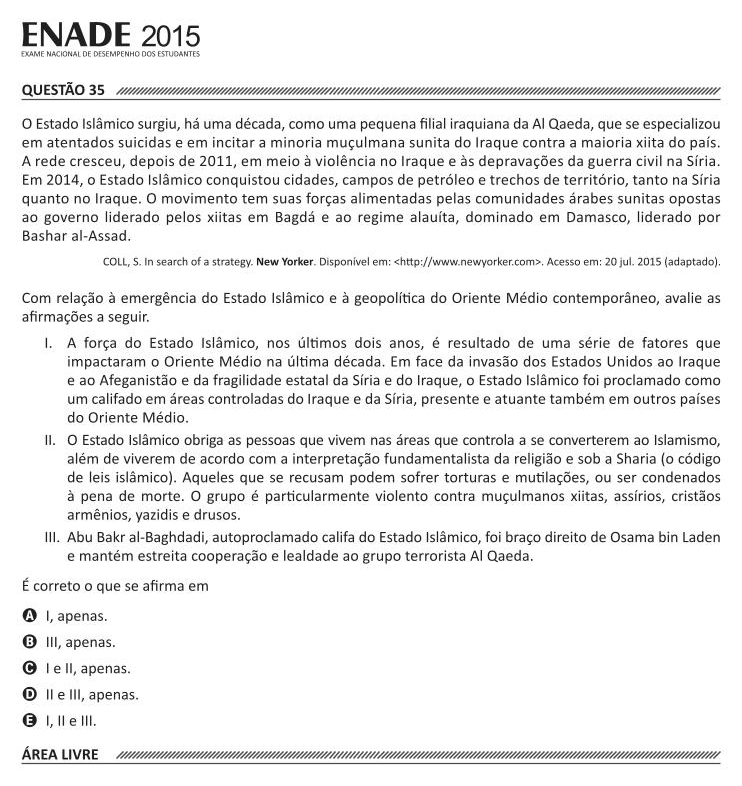 ENADE 2015
EXAME NACIONAL DE DESEMPENHO DOS ESTUDANTES
QUESTÃO 35
O Estado Islâmico surgiu, há uma década, como uma pequena filial iraquiana da Al Qaeda, que se especializou
em atentados suicidas e em incitar a minoria muçulmana sunita do Iraque contra a maioria xiita do país.
A rede cresceu, depois de 2011, em meio à violência no Iraque e às depravações da guerra civil na Síria.
Em 2014, o Estado Islâmico conquistou cidades, campos de petróleo e trechos de território, tanto na Síria
quanto no Iraque. O movimento tem suas forças alimentadas pelas comunidades árabes sunitas opostas
ao governo liderado pelos xiitas em Bagdá e ao regime alauíta, dominado em Damasco, liderado por
Bashar al-Assad.
COLL, S. In search of a strategy. New Yorker. Disponível em: <http://www.newyorker.com>. Acesso em: 20 jul. 2015 (adaptado).
Com relação à emergência do Estado Islâmico e à geopolítica do Oriente Médio contemporâneo, avalie as
afirmações a seguir.
I. A força do Estado Islâmico, nos últimos dois anos, é resultado de uma série de fatores que
impactaram o Oriente Médio na última década. Em face da invasão dos Estados Unidos ao Iraque
e ao Afeganistão e da fragilidade estatal da Síria e do Iraque, o Estado Islâmico foi proclamado como
um califado em áreas controladas do Iraque e da Síria, presente e atuante também em outros países
do Oriente Médio.
II. O Estado Islâmico obriga as pessoas que vivem nas áreas que controla a se converterem ao Islamismo,
além de viverem de acordo com a interpretação fundamentalista da religião e sob a Sharia (o código
de leis islâmico). Aqueles que se recusam podem sofrer torturas e mutilações, ou ser condenados
à pena de morte. O grupo é particularmente violento contra muçulmanos xiitas, assírios, cristãos
armênios, yazidis e drusos.
III. Abu Bakr al-Baghdadi, autoproclamado califa do Estado Islâmico, foi braço direito de Osama bin Laden
e mantém estreita cooperação e lealdade ao grupo terrorista Al Qaeda.
É correto o que se afirma em
A I, apenas.
B III, apenas.
C I e II, apenas.
D II e III, apenas.
E I, II e III.
ÁREA LIVRE